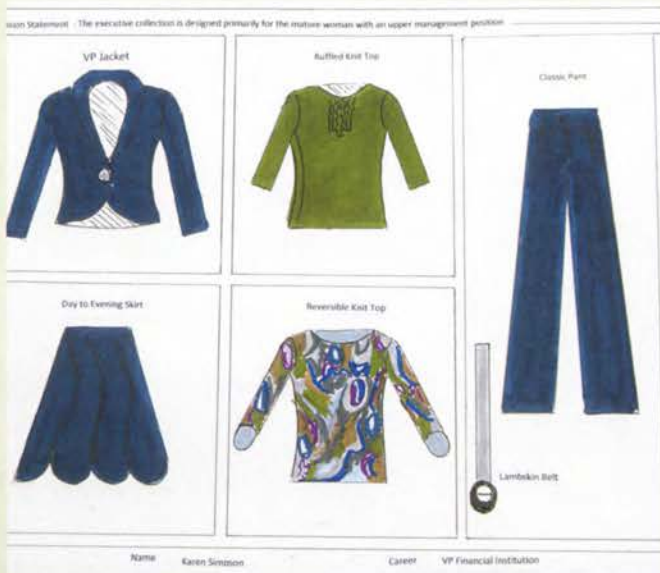 Statement : The executive collection is designed primarily for the mature woman with an upper management position
VP Jacket
Ruffled Knit Top
Classic Pant
Day to Evening Skirt
Reversible Knit Top
Lambskin Belt
Name Karen Simmson Career VP Financial Institution